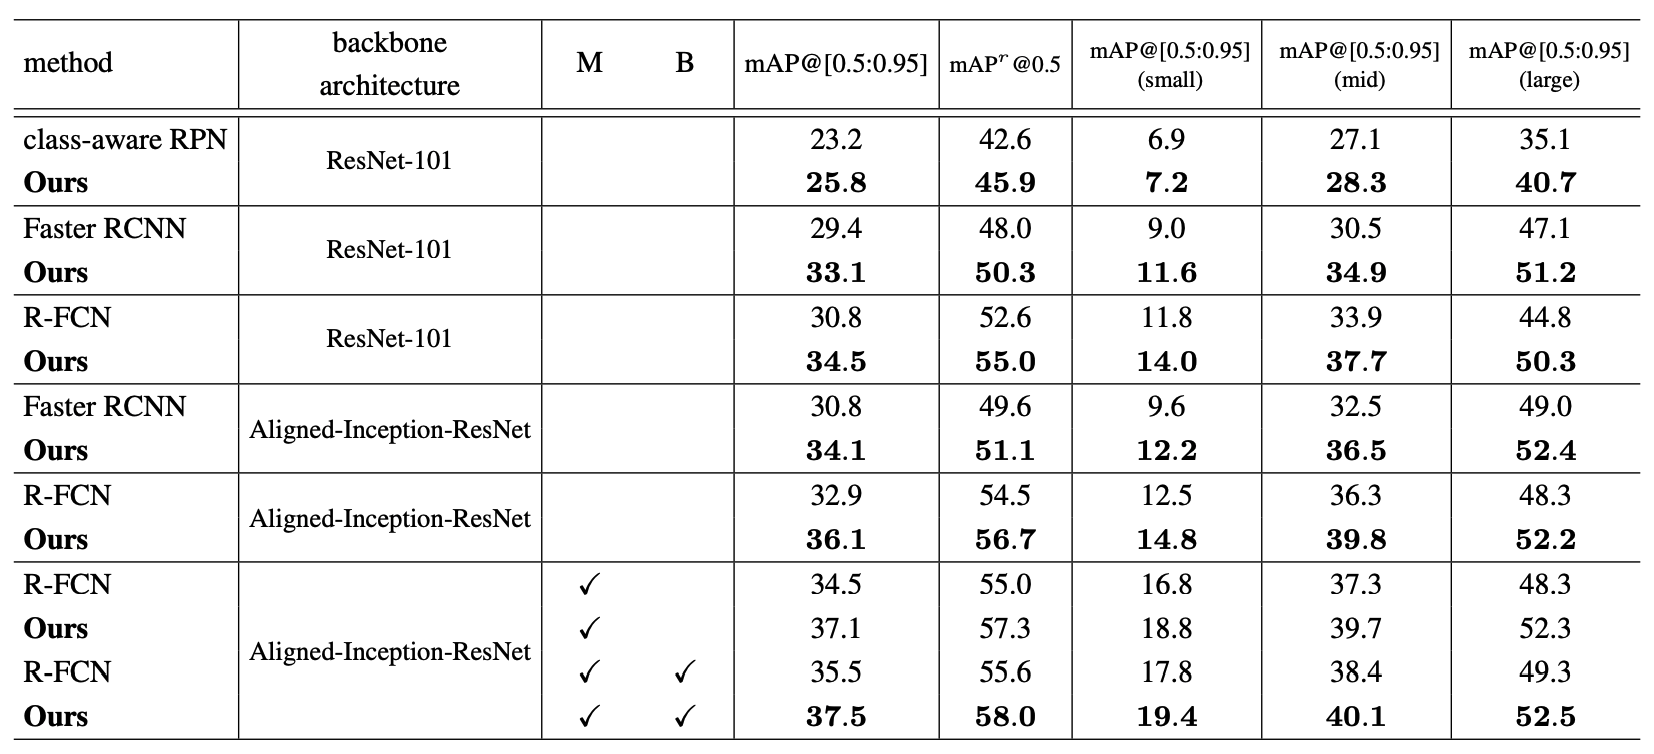 method backbone architecture M B mAP@[0.5:0.95] mAPʳ@0.5 mAP@[0.5:0.95] (small) mAP@[0.5:0.95] (mid) mAP@[0.5:0.95] (large)
class-aware RPN ResNet-101 23.2 42.6 6.9 27.1 35.1
Ours 25.8 45.9 7.2 28.3 40.7
Faster RCNN ResNet-101 29.4 48.0 9.0 30.5 47.1
Ours 33.1 50.3 11.6 34.9 51.2
R-FCN ResNet-101 30.8 52.6 11.8 33.9 44.8
Ours 34.5 55.0 14.0 37.7 50.3
Faster RCNN Aligned-Inception-ResNet 30.8 49.6 9.6 32.5 49.0
Ours 34.1 51.1 12.2 36.5 52.4
R-FCN Aligned-Inception-ResNet 32.9 54.5 12.5 36.3 48.3
Ours 36.1 56.7 14.8 39.8 52.2
R-FCN ✓ 34.5 55.0 16.8 37.3 48.3
Ours ✓ 37.1 57.3 18.8 39.7 52.3
Aligned-Inception-ResNet
R-FCN ✓ ✓ 35.5 55.6 17.8 38.4 49.3
Ours ✓ ✓ 37.5 58.0 19.4 40.1 52.5